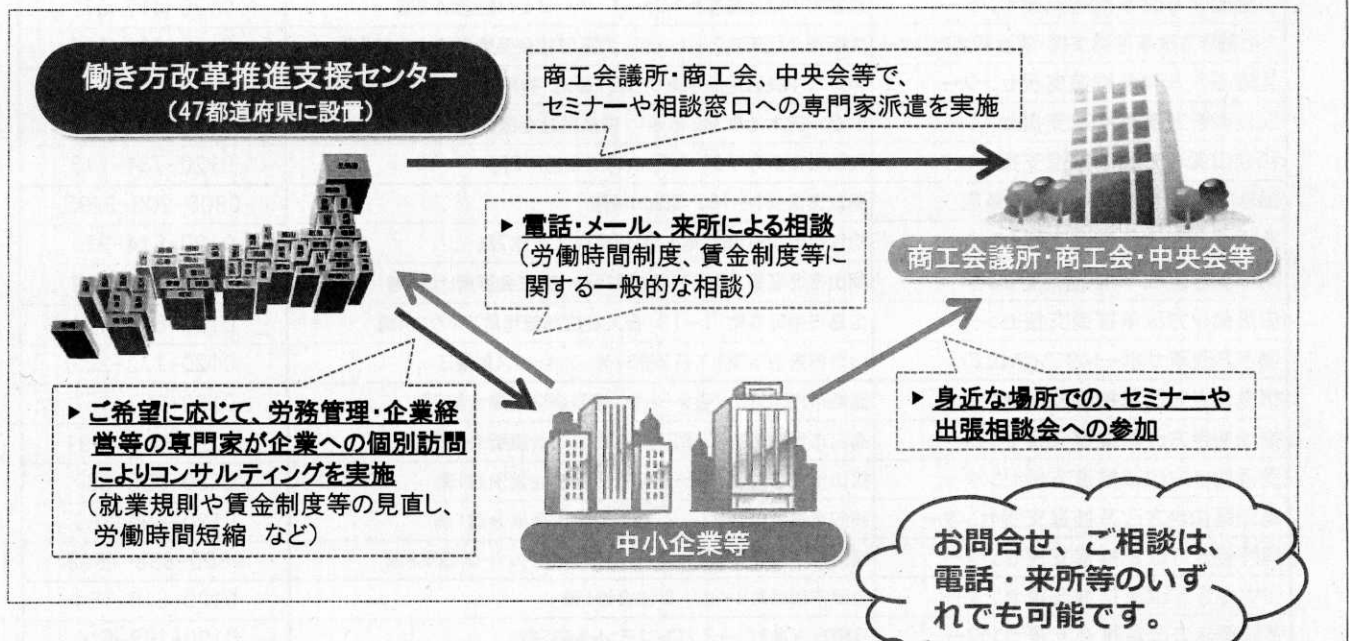 働き方改革推進支援センター
(47都道府県に設置)
商工会議所・商工会、中央会等で、
セミナーや相談窓口への専門家派遣を実施
▶ 電話・メール、来所による相談
(労働時間制度、賃金制度等に
関する一般的な相談)
商工会議所・商工会・中央会等
▶ ご希望に応じて、労務管理・企業経
営等の専門家が企業への個別訪問
によりコンサルティングを実施
(就業規則や賃金制度等の見直し、
労働時間短縮 など)
▶ 身近な場所での、セミナーや
出張相談会への参加
中小企業等
お問合せ、ご相談は、
電話・来所等のいず
れでも可能です。